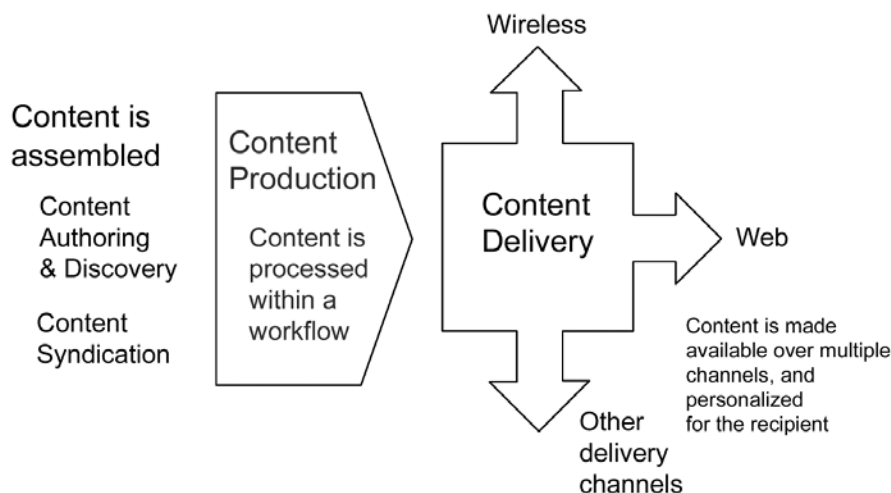 Wireless
Content is
assembled
Content
Authoring
& Discovery
Content
Syndication
Content
Production
Content is
processed
within a
workflow
Content
Delivery
Web
Content is made
available over multiple
channels, and
personalized
for the recipient
Other
delivery
channels